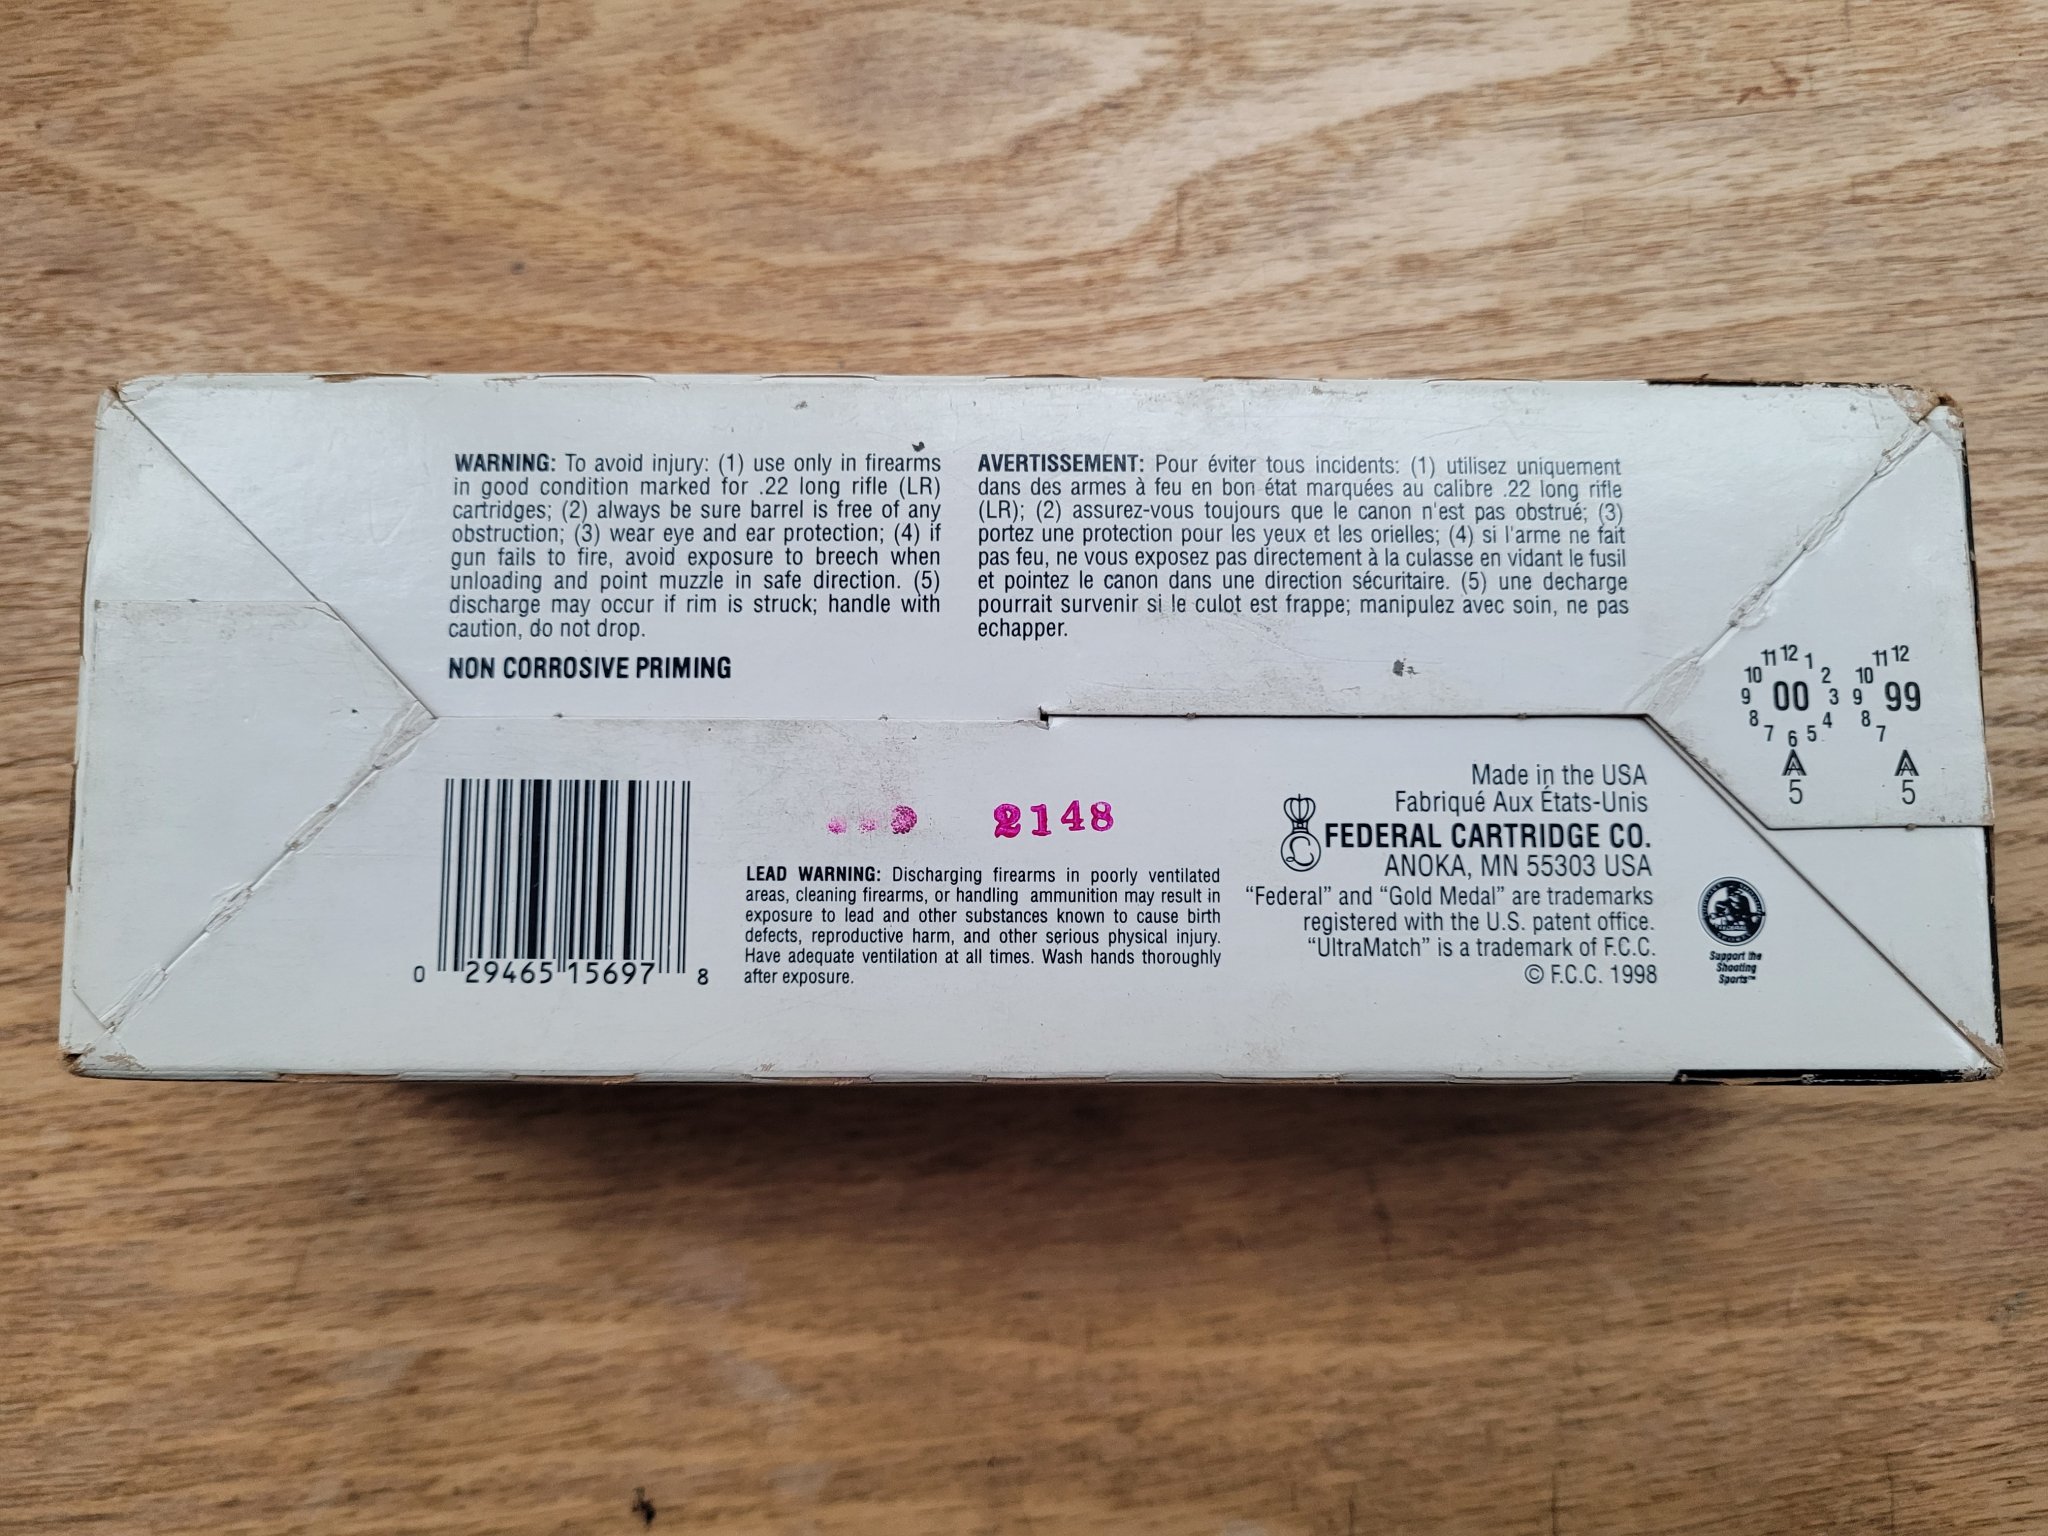 WARNING: To avoid injury: (1) use only in firearms
in good condition marked for .22 long rifle (LR)
cartridges; (2) always be sure barrel is free of any
obstruction; (3) wear eye and ear protection; (4) if
gun fails to fire, avoid exposure to breech when
unloading and point muzzle in safe direction. (5)
discharge may occur if rim is struck; handle with
caution, do not drop.
NON CORROSIVE PRIMING
AVERTISSEMENT: Pour éviter tous incidents: (1) utilisez uniquement
dans des armes à feu en bon état marquées au calibre .22 long rifle
(LR); (2) assurez-vous toujours que le canon n'est pas obstrué; (3)
portez une protection pour les yeux et les orielles; (4) si l'arme ne fait
pas feu, ne vous exposez pas directement à la culasse en vidant le fusil
et pointez le canon dans une direction sécuritaire. (5) une decharge
pourrait survenir si le culot est frappe; manipulez avec soin, ne pas
echapper.
11 12 1
10 2
9 00 3
8 4
7 6 5
A
5
11 12
10
9 99
8
7
A
5
0 29465 15697 8
2148
LEAD WARNING: Discharging firearms in poorly ventilated
areas, cleaning firearms, or handling ammunition may result in
exposure to lead and other substances known to cause birth
defects, reproductive harm, and other serious physical injury.
Have adequate ventilation at all times. Wash hands thoroughly
after exposure.
Made in the USA
Fabriqué Aux États-Unis
FEDERAL CARTRIDGE CO.
ANOKA, MN 55303 USA
“Federal” and “Gold Medal” are trademarks
registered with the U.S. patent office.
“UltraMatch” is a trademark of F.C.C.
© F.C.C. 1998
Support the
Shooting
Sports™